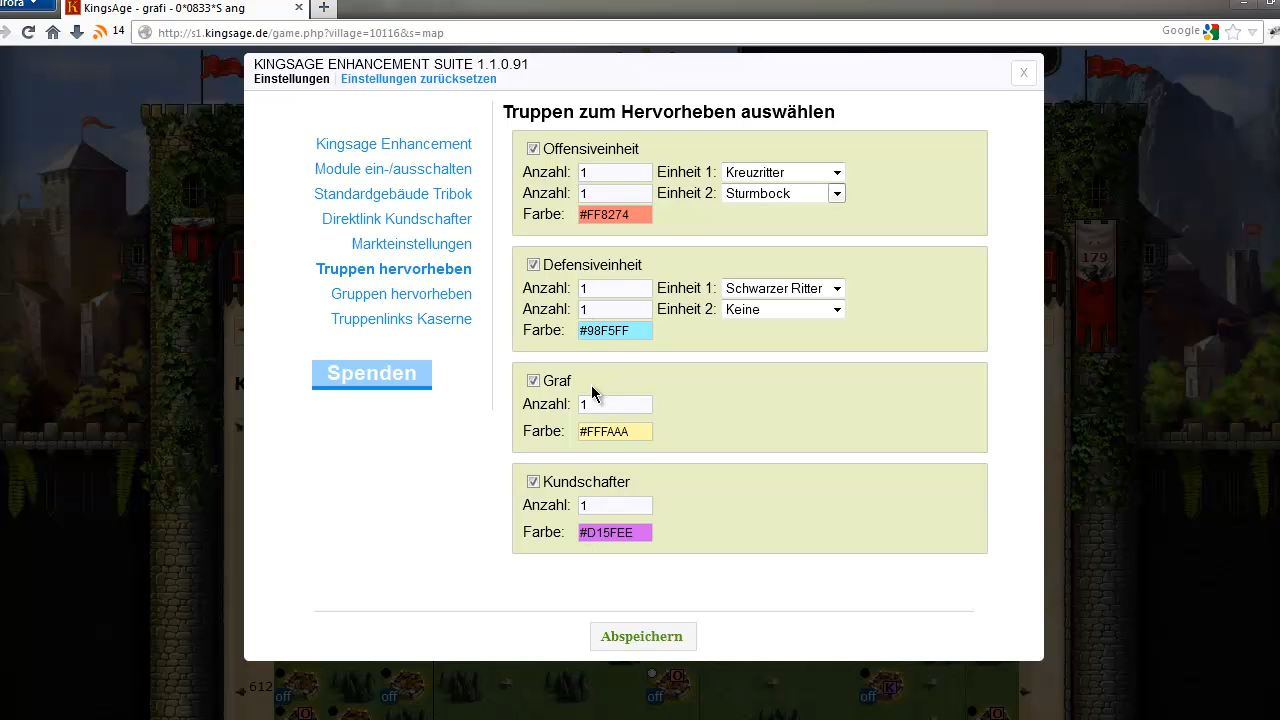 urora
KingsAge - grafi - 0*0833*S ang
14
http://s1.kingsage.de/game.php?village=10116&s=map
Google
KINGSAGE ENHANCEMENT SUITE 1.1.0.91
Einstellungen | Einstellungen zurücksetzen
X
Kingsage Enhancement
Module ein-/ausschalten
Standardgebäude Tribok
Direktlink Kundschafter
Markteinstellungen
Truppen hervorheben
Gruppen hervorheben
Truppenlinks Kaserne
Spenden
Truppen zum Hervorheben auswählen
Offensiveinheit
Anzahl: 1 Einheit 1: Kreuzritter
Anzahl: 1 Einheit 2: Sturmbock
Farbe: #FF8274
Defensiveinheit
Anzahl: 1 Einheit 1: Schwarzer Ritter
Anzahl: 1 Einheit 2: Keine
Farbe: #98F5FF
Graf
Anzahl: 1
Farbe: #FFFAAA
Kundschafter
Anzahl: 1
Farbe: #D15FEE
Abspeichern
179
K
612
off off off off